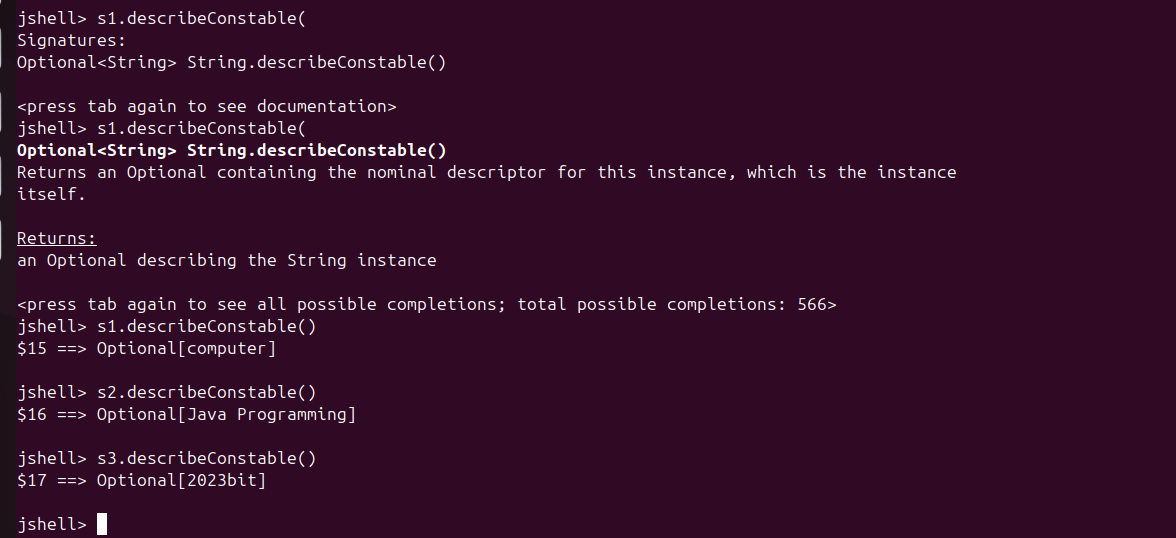 jshell> s1.describeConstable(
Signatures:
Optional<String> String.describeConstable()
<press tab again to see documentation>
jshell> s1.describeConstable(
Optional<String> String.describeConstable()
Returns an Optional containing the nominal descriptor for this instance, which is the instance
itself.
Returns:
an Optional describing the String instance
<press tab again to see all possible completions; total possible completions: 566>
jshell> s1.describeConstable()
$15 ==> Optional[computer]
jshell> s2.describeConstable()
$16 ==> Optional[Java Programming]
jshell> s3.describeConstable()
$17 ==> Optional[2023bit]
jshell>